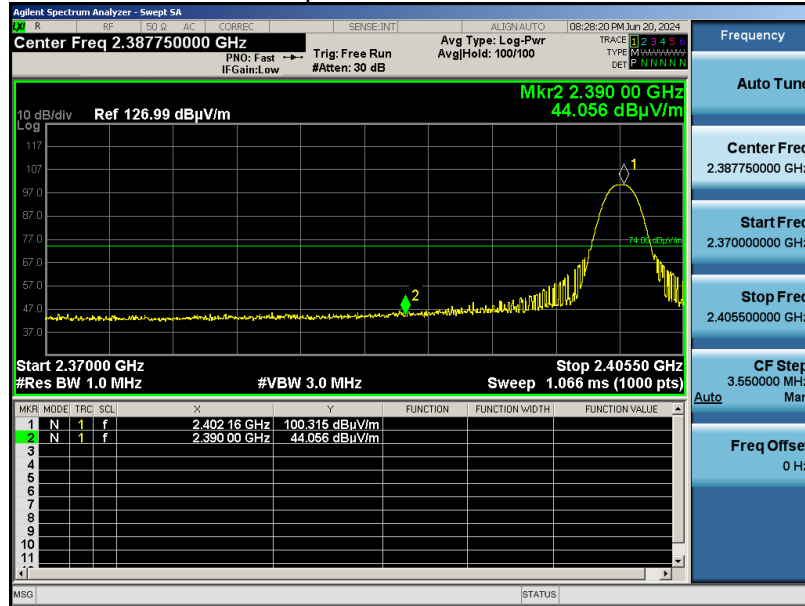 Agilent Spectrum Analyzer - Swept SA
LXI R RF 50 Ω AC CORREC SENSE:INT ALIGN AUTO 08:28:20 PM Jun 20, 2024
Center Freq 2.387750000 GHz
PNO: Fast
IFGain:Low
Trig: Free Run
#Atten: 30 dB
Avg Type: Log-Pwr
Avg|Hold: 100/100
TRACE 1 2 3 4 5 6
TYPE M
DET P N N N N N
Mkr2 2.390 00 GHz
44.056 dBµV/m
10 dB/div Ref 126.99 dBµV/m
Log
117
107
97.0
87.0
77.0
67.0
57.0
47.0
37.0
1
74.00 dBµV/m
2
Start 2.37000 GHz Stop 2.40550 GHz
#Res BW 1.0 MHz #VBW 3.0 MHz Sweep 1.066 ms (1000 pts)
MKR MODE TRC SCL X Y FUNCTION FUNCTION WIDTH FUNCTION VALUE
1 N 1 f 2.402 16 GHz 100.315 dBµV/m
2 N 1 f 2.390 00 GHz 44.056 dBµV/m
3
4
5
6
7
8
9
10
11
MSG STATUS
Frequency
Auto Tune
Center Freq
2.387750000 GHz
Start Freq
2.370000000 GHz
Stop Freq
2.405500000 GHz
CF Step
3.550000 MHz
Auto Man
Freq Offset
0 Hz